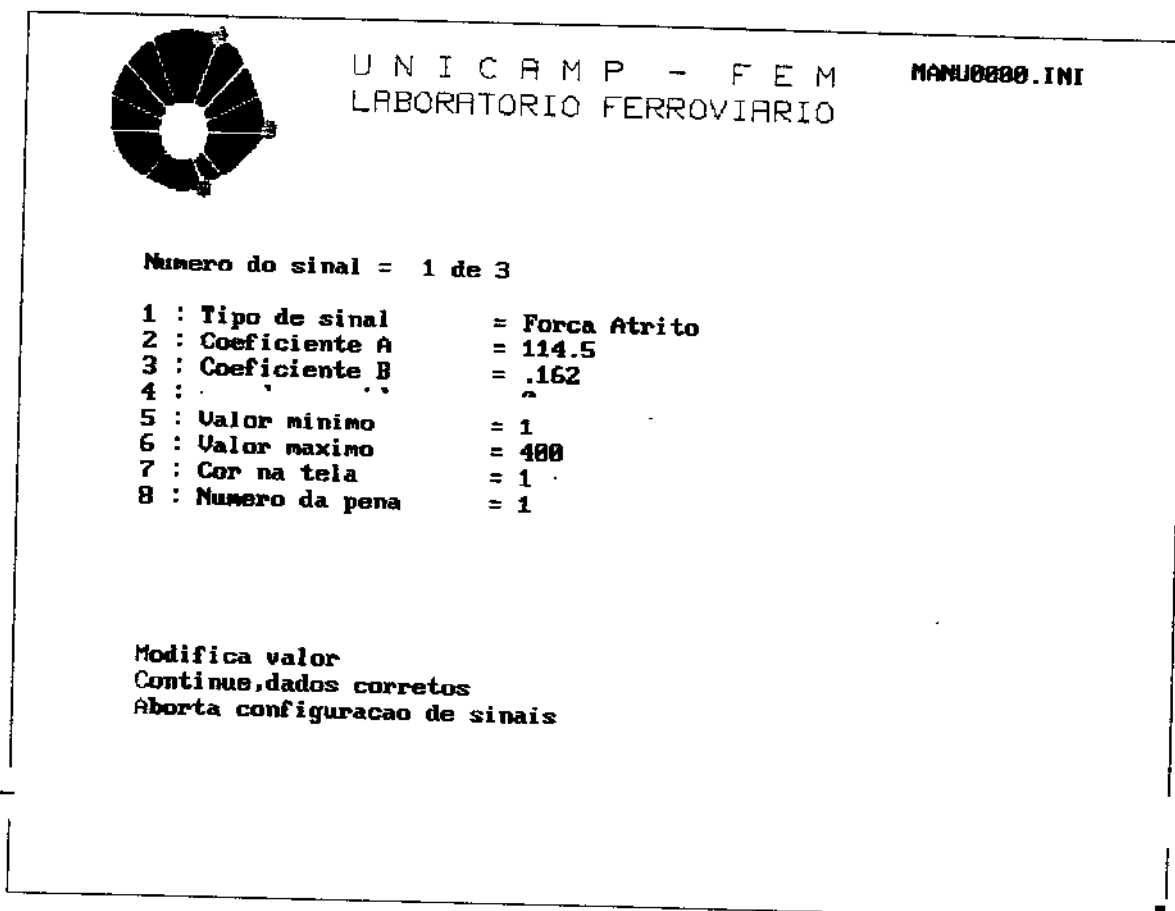 UNICAMP - FEM
LABORATORIO FERROVIARIO
MANU0000.INI
Numero do sinal = 1 de 3
1 : Tipo de sinal = Forca Atrito
2 : Coeficiente A = 114.5
3 : Coeficiente B = .162
4 :
5 : Valor minimo = 1
6 : Valor maximo = 400
7 : Cor na tela = 1
8 : Numero da pena = 1
Modifica valor
Continue,dados corretos
Aborta configuracao de sinais